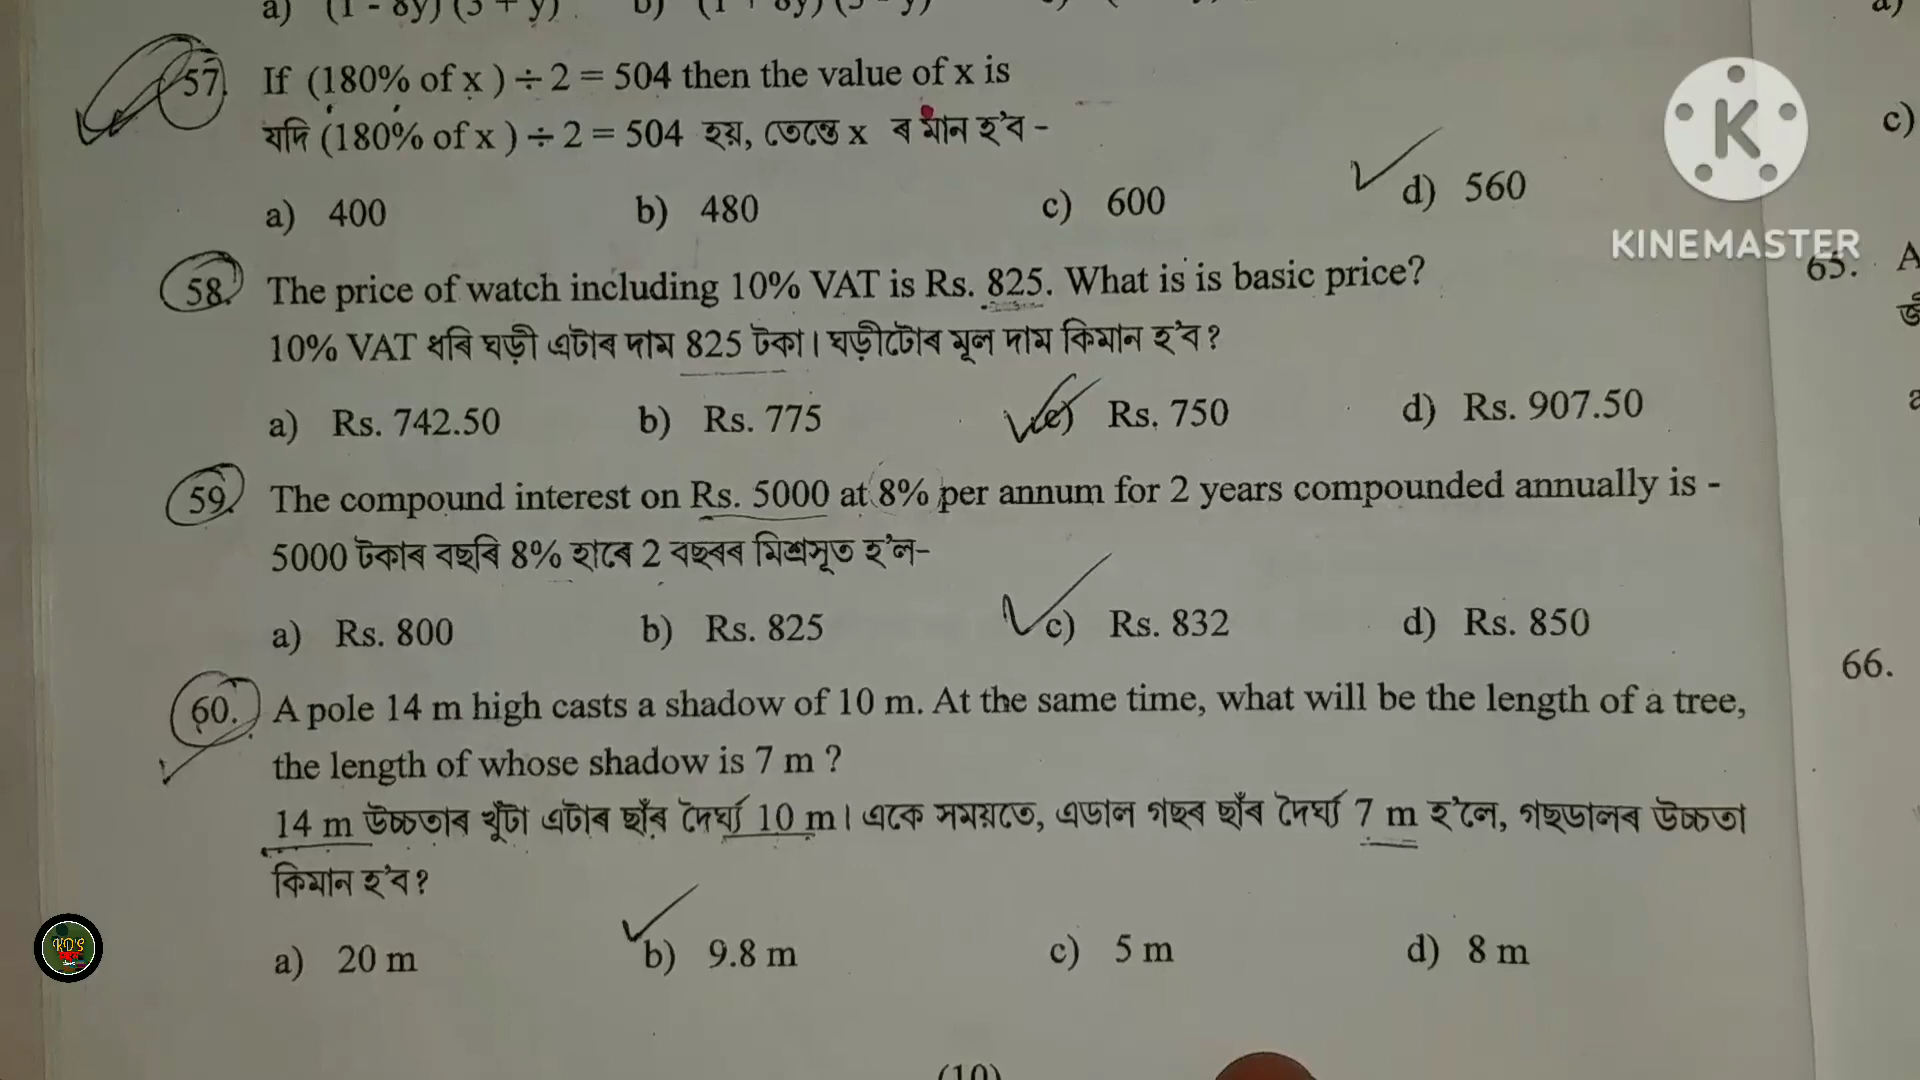 57. If (180% of x ) ÷ 2 = 504 then the value of x is
যদি (180% of x ) ÷ 2 = 504 হয়, তেন্তে x ৰ মান হ'ব -
a) 400 b) 480 c) 600 d) 560
58. The price of watch including 10% VAT is Rs. 825. What is is basic price?
10% VAT ধৰি ঘড়ী এটাৰ দাম 825 টকা। ঘড়ীটোৰ মূল দাম কিমান হ'ব ?
a) Rs. 742.50 b) Rs. 775 c) Rs. 750 d) Rs. 907.50
59. The compound interest on Rs. 5000 at 8% per annum for 2 years compounded annually is -
5000 টকাৰ বছৰি 8% হাৰে 2 বছৰৰ মিশ্ৰসূত হ'ল-
a) Rs. 800 b) Rs. 825 c) Rs. 832 d) Rs. 850
60. A pole 14 m high casts a shadow of 10 m. At the same time, what will be the length of a tree,
the length of whose shadow is 7 m ?
14 m উচ্চতাৰ খুঁটা এটাৰ ছাঁৰ দৈৰ্ঘ্য 10 m। একে সময়তে, এডাল গছৰ ছাঁৰ দৈৰ্ঘ্য 7 m হ'লে, গছডালৰ উচ্চতা
কিমান হ'ব ?
a) 20 m b) 9.8 m c) 5 m d) 8 m
(10)
c)
65. A
66.
K
KINEMASTER
KD'S